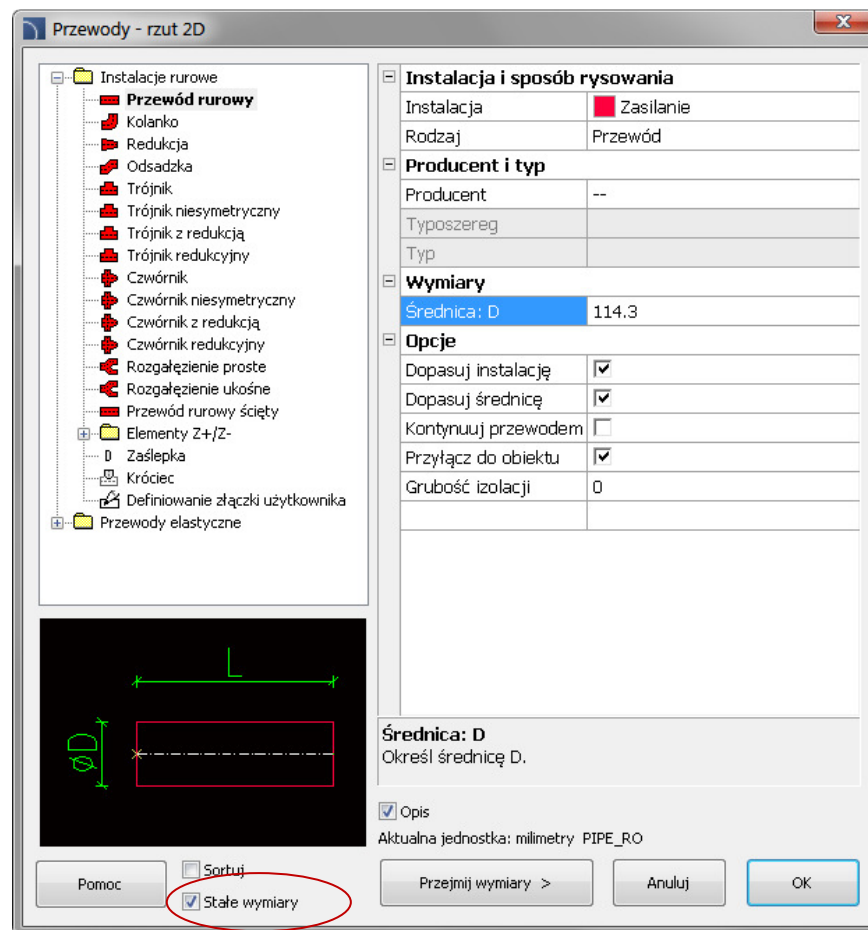 Przewody - rzut 2D
Instalacje rurowe
Przewód rurowy
Kolanko
Redukcja
Odsadzka
Trójnik
Trójnik niesymetryczny
Trójnik z redukcją
Trójnik redukcyjny
Czwórnik
Czwórnik niesymetryczny
Czwórnik z redukcją
Czwórnik redukcyjny
Rozgałęzienie proste
Rozgałęzienie ukośne
Przewód rurowy ścięty
Elementy Z+/Z-
Zaślepka
Króciec
Definiowanie złączki użytkownika
Przewody elastyczne
Instalacja i sposób rysowania
Instalacja Zasilanie
Rodzaj Przewód
Producent i typ
Producent --
Typoszereg
Typ
Wymiary
Średnica: D 114.3
Opcje
Dopasuj instalację
Dopasuj średnicę
Kontynuuj przewodem
Przyłącz do obiektu
Grubość izolacji 0
L
ØD
Średnica: D
Określ średnicę D.
Opis
Aktualna jednostka: milimetry PIPE_RO
Pomoc
Sortuj
Stałe wymiary
Przejmij wymiary >
Anuluj
OK